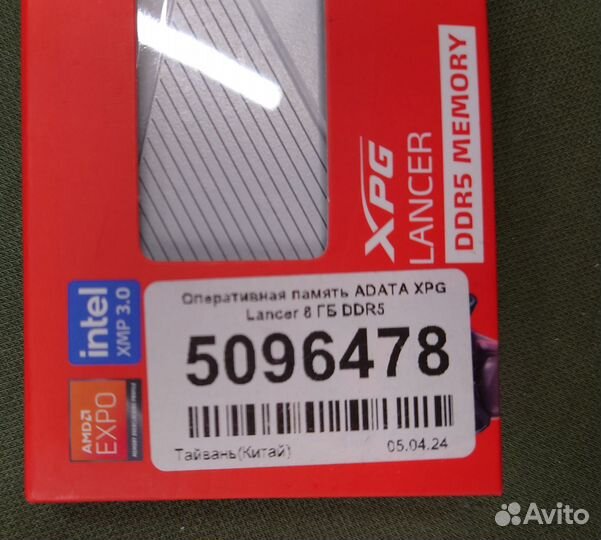 XPG
LANCER
DDR5 MEMORY
intel
XMP 3.0
AMD
EXPO
Оперативная память ADATA XPG
Lancer 8 ГБ DDR5
5096478
Тайвань(Китай)
05.04.24
Avito